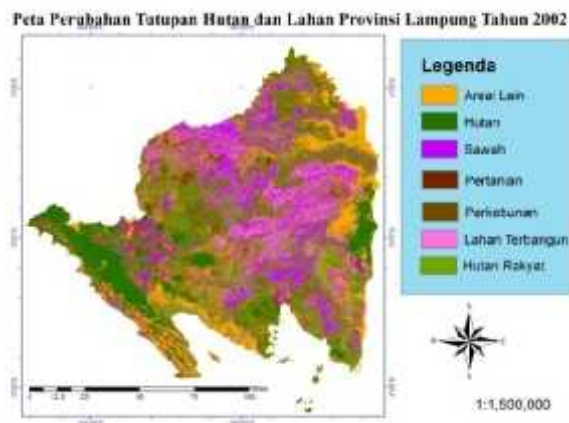 Peta Perabahan Tutupan Hutan dan Lahan Provinsi Lampung Tahun 2002
Legenda
Areal Lain
Hutan
Sawah
Pertanian
Perkebunan
Lahan Terbangun
Hutan Rakyat
1:1,500,000